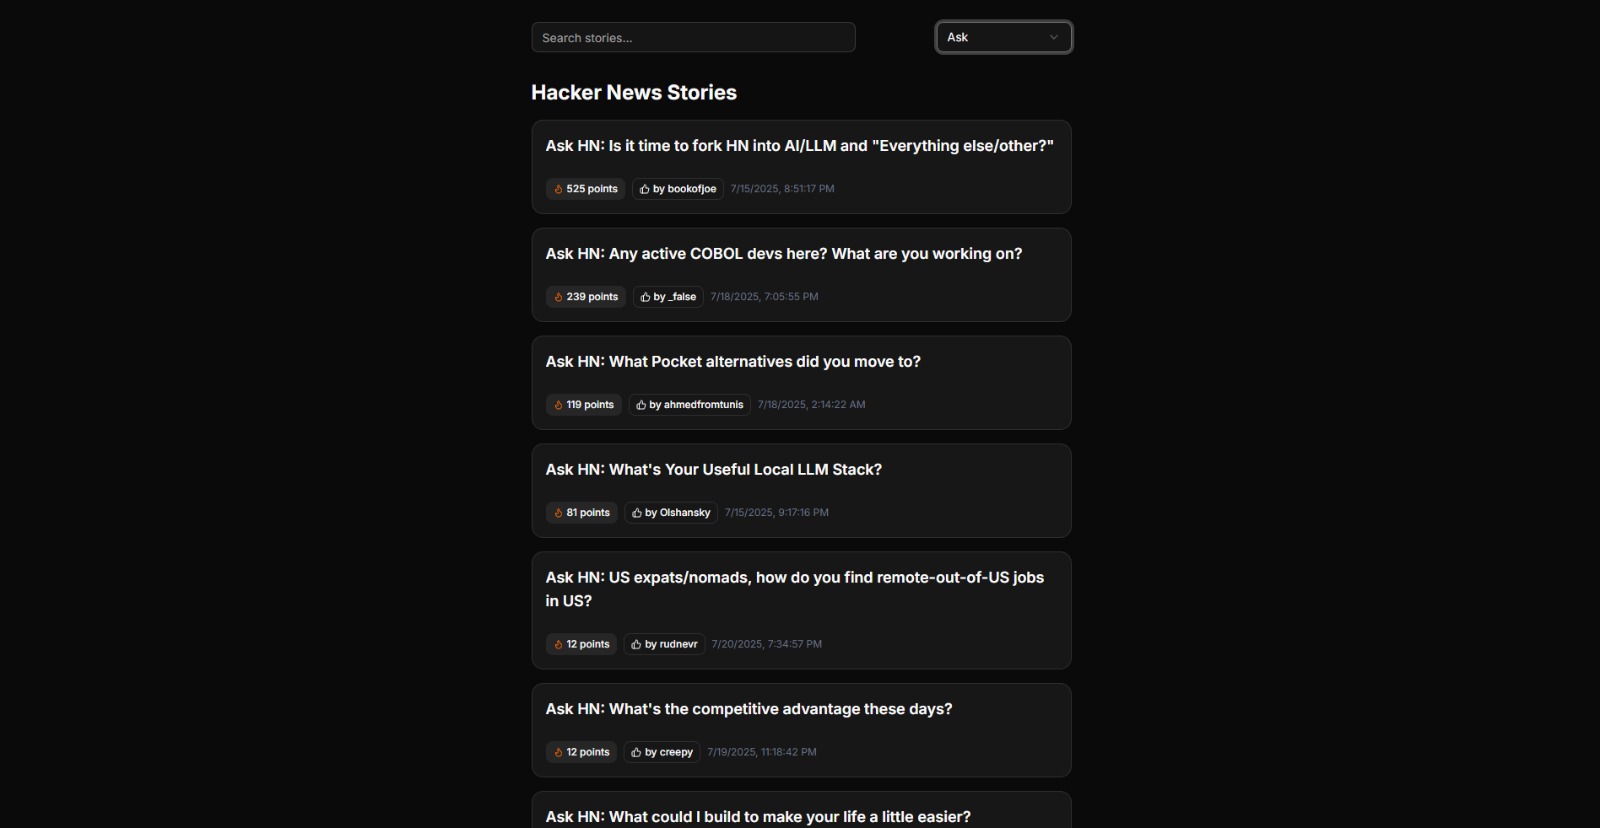 Search stories...
Ask
Hacker News Stories
Ask HN: Is it time to fork HN into AI/LLM and "Everything else/other?"
525 points by bookofjoe 7/15/2025, 8:51:17 PM
Ask HN: Any active COBOL devs here? What are you working on?
239 points by _false 7/18/2025, 7:05:55 PM
Ask HN: What Pocket alternatives did you move to?
119 points by ahmedfromtunis 7/18/2025, 2:14:22 AM
Ask HN: What's Your Useful Local LLM Stack?
81 points by Olshansky 7/15/2025, 9:17:16 PM
Ask HN: US expats/nomads, how do you find remote-out-of-US jobs
in US?
12 points by rudnevr 7/20/2025, 7:34:57 PM
Ask HN: What's the competitive advantage these days?
12 points by creepy 7/19/2025, 11:18:42 PM
Ask HN: What could I build to make your life a little easier?